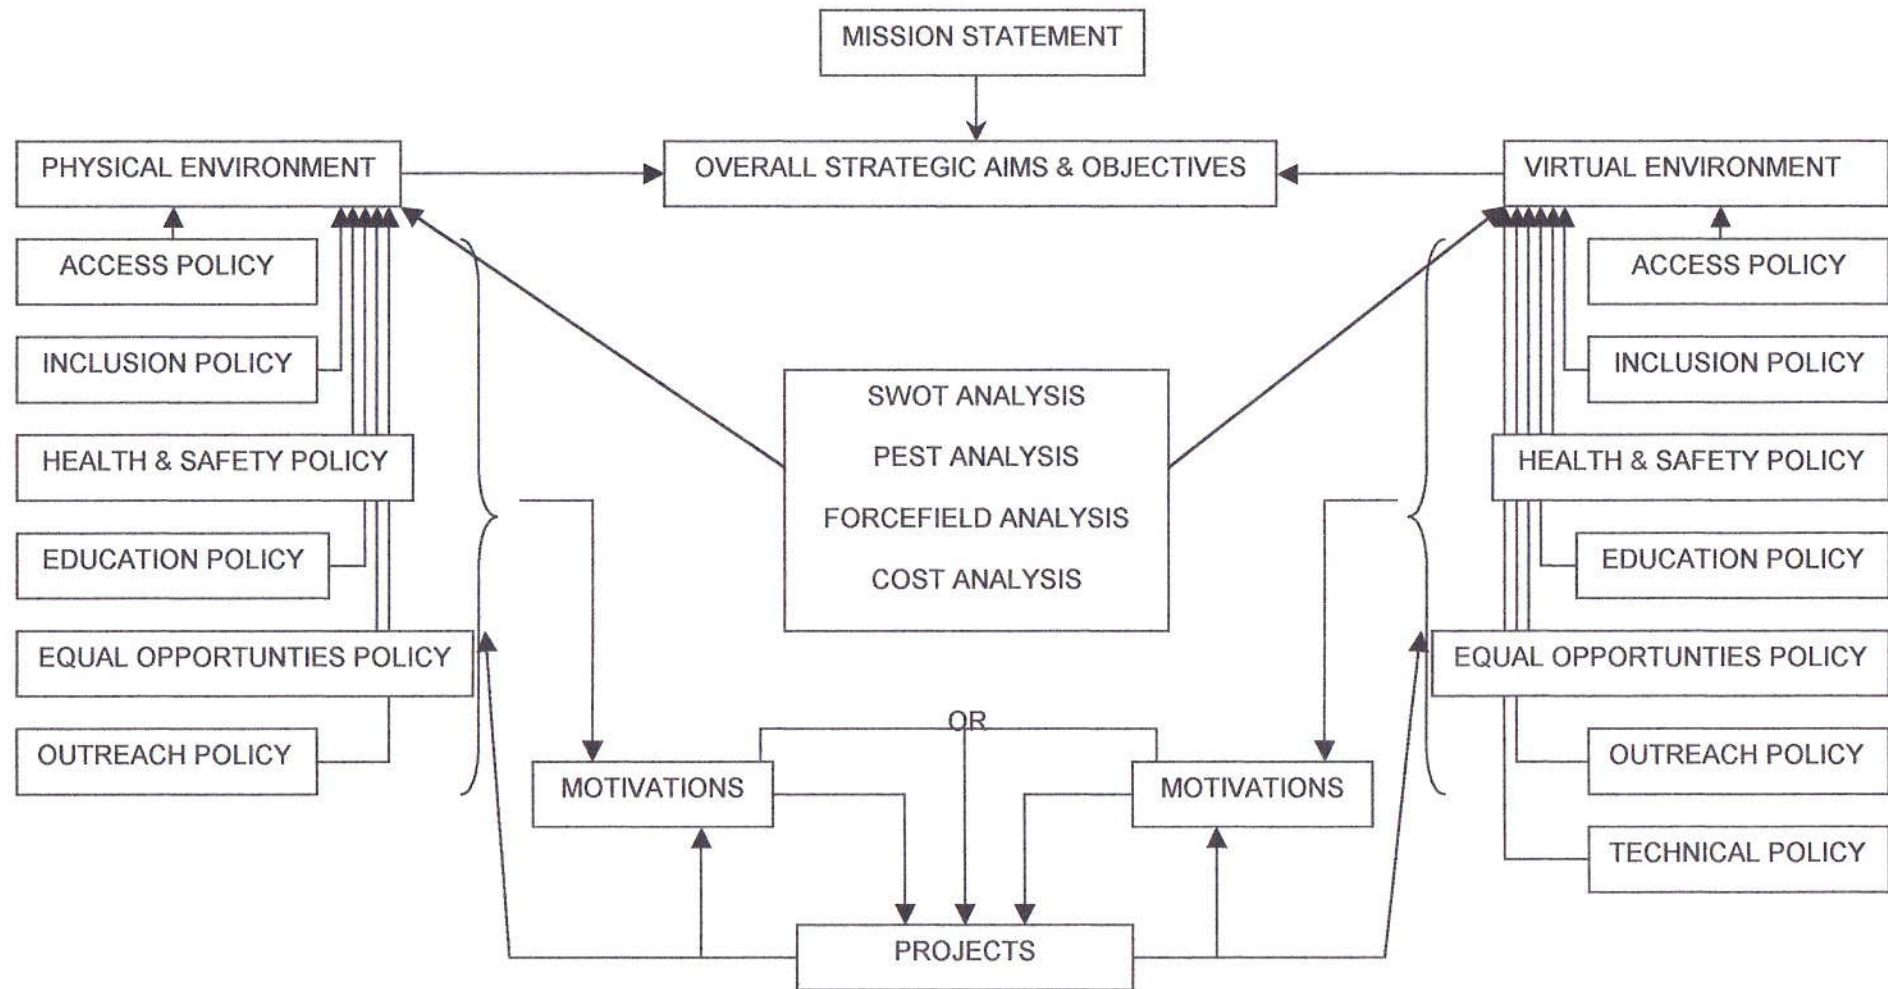 MISSION STATEMENT
PHYSICAL ENVIRONMENT
OVERALL STRATEGIC AIMS & OBJECTIVES
VIRTUAL ENVIRONMENT
ACCESS POLICY
ACCESS POLICY
INCLUSION POLICY
INCLUSION POLICY
SWOT ANALYSIS
PEST ANALYSIS
FORCEFIELD ANALYSIS
COST ANALYSIS
HEALTH & SAFETY POLICY
HEALTH & SAFETY POLICY
EDUCATION POLICY
EDUCATION POLICY
EQUAL OPPORTUNTIES POLICY
EQUAL OPPORTUNTIES POLICY
OR
OUTREACH POLICY
MOTIVATIONS
MOTIVATIONS
OUTREACH POLICY
TECHNICAL POLICY
PROJECTS